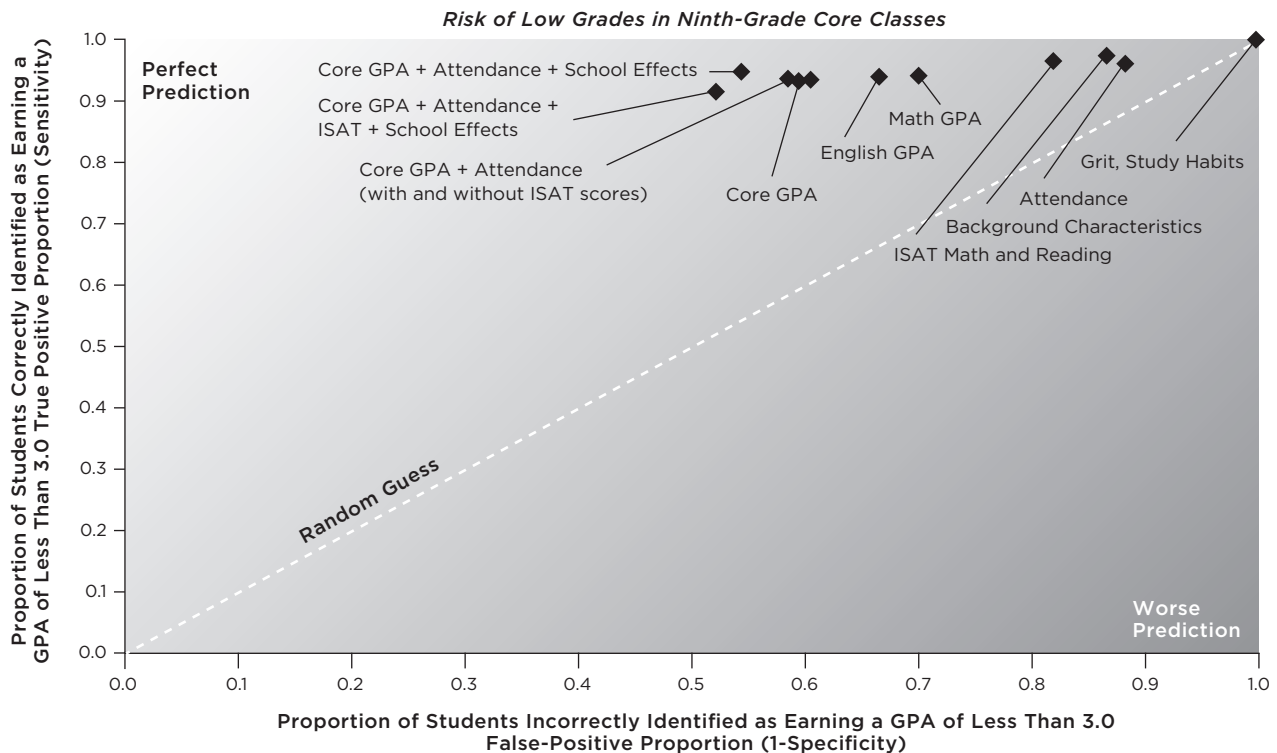 Risk of Low Grades in Ninth-Grade Core Classes
Proportion of Students Correctly Identified as Earning a
GPA of Less Than 3.0 True Positive Proportion (Sensitivity)
1.0
0.9
0.8
0.7
0.6
0.5
0.4
0.3
0.2
0.1
0.0
Perfect
Prediction
Core GPA + Attendance + School Effects
Core GPA + Attendance +
ISAT + School Effects
Core GPA + Attendance
(with and without ISAT scores)
Core GPA
English GPA
Math GPA
Grit, Study Habits
Attendance
Background Characteristics
ISAT Math and Reading
Random Guess
Worse
Prediction
0.0
0.1
0.2
0.3
0.4
0.5
0.6
0.7
0.8
0.9
1.0
Proportion of Students Incorrectly Identified as Earning a GPA of Less Than 3.0
False-Positive Proportion (1-Specificity)